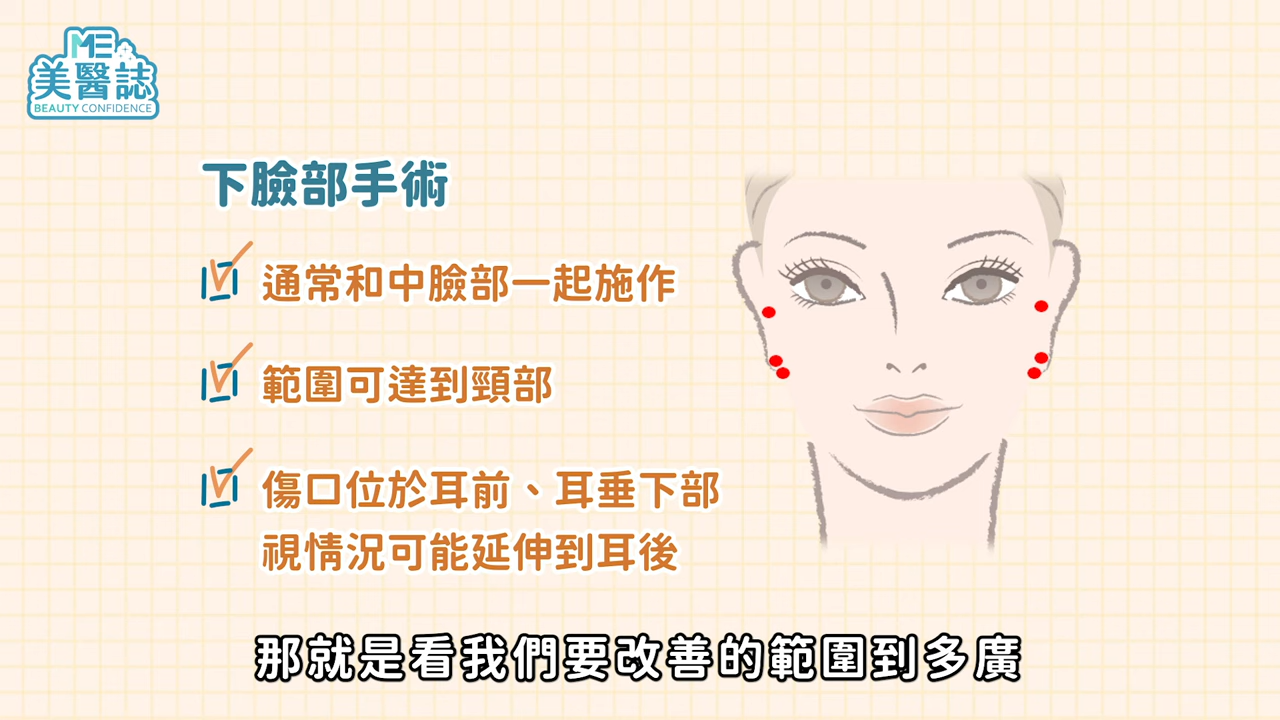 ME
美醫誌
BEAUTY CONFIDENCE
下臉部手術
通常和中臉部一起施作
範圍可達到頸部
傷口位於耳前、耳垂下部
視情況可能延伸到耳後
那就是看我們要改善的範圍到多廣